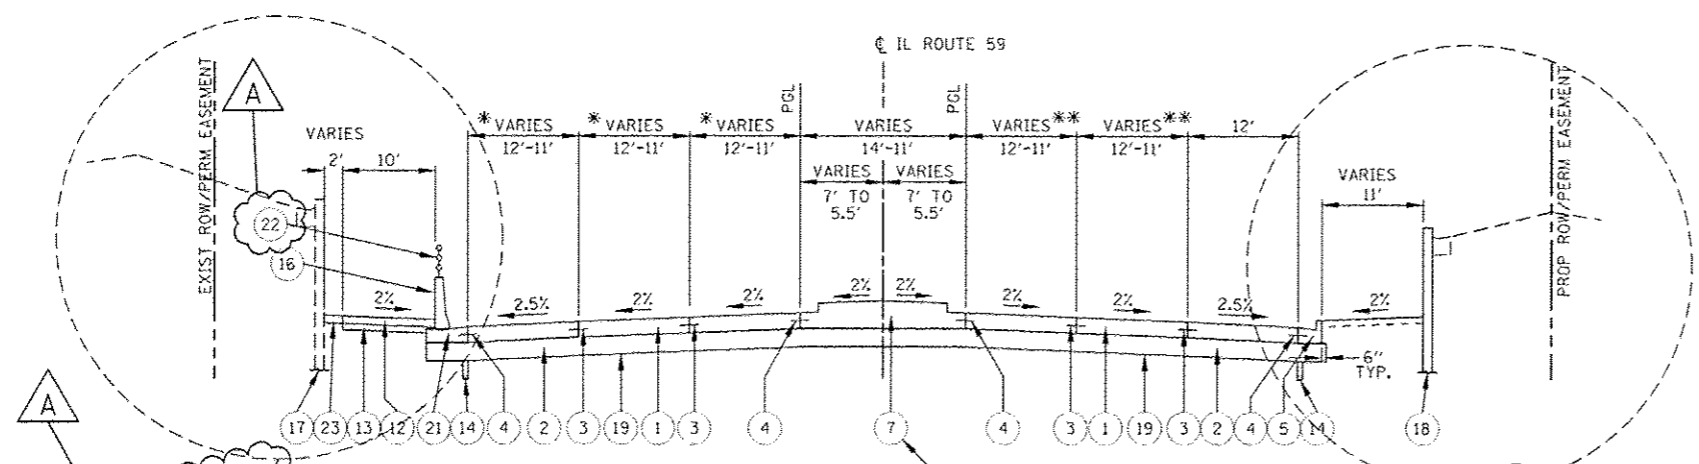 ℄ IL ROUTE 59
EXIST ROW/PERM EASEMENT
PROP ROW/PERM EASEMENT
A
PGL
PGL
VARIES
2'
10'
* VARIES
12'-11'
* VARIES
12'-11'
* VARIES
12'-11'
VARIES
14'-11'
VARIES**
12'-11'
VARIES**
12'-11'
12'
VARIES
7' TO
5.5'
VARIES
7' TO
5.5'
VARIES
11'
22
16
2%
2.5%
2%
2%
2%
2%
2%
2%
2.5%
2%
6"
TYP.
A
17
23
13
12
21
14
4
2
3
19
1
3
4
7
4
3
1
19
3
2
4
5
14
18